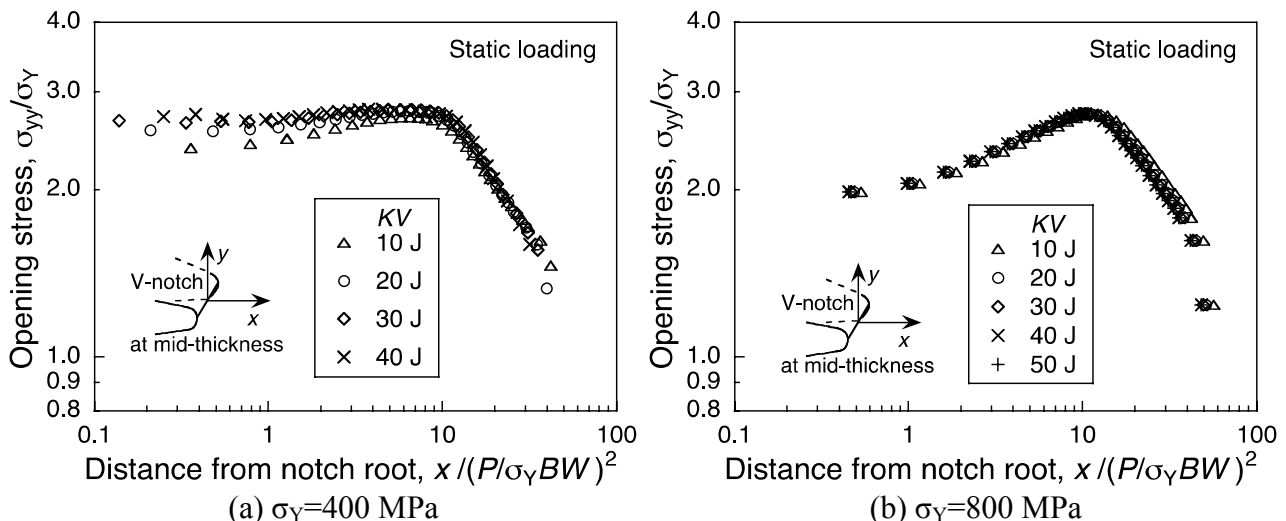 4.0
Static loading
3.0
2.0
1.0
0.9
0.8
Opening stress, σyy/σY
KV
10 J
20 J
30 J
40 J
y
V-notch
x
at mid-thickness
0.1
1
10
100
Distance from notch root, x /(P/σYBW )2
(a) σY=400 MPa
4.0
Static loading
3.0
2.0
1.0
0.9
0.8
Opening stress, σyy/σY
KV
10 J
20 J
30 J
40 J
50 J
y
V-notch
x
at mid-thickness
0.1
1
10
100
Distance from notch root, x /(P/σYBW )2
(b) σY=800 MPa